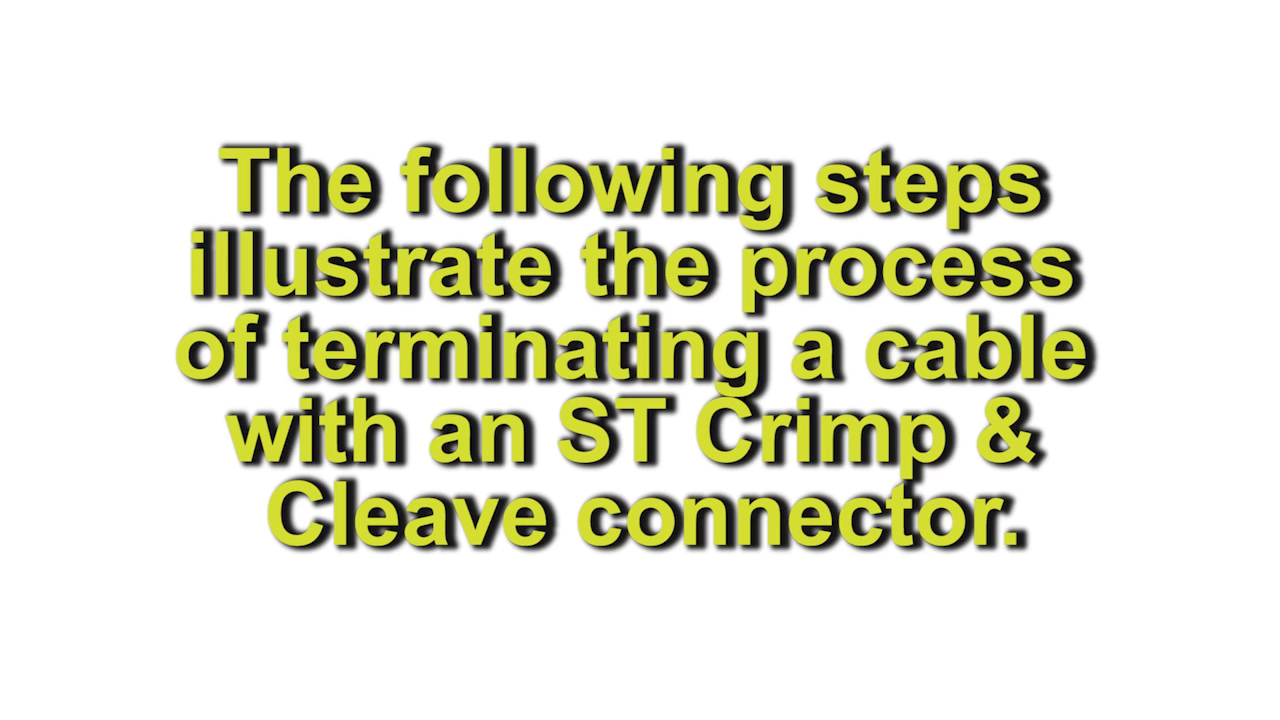 The following steps
illustrate the process
of terminating a cable
with an ST Crimp &
Cleave connector.